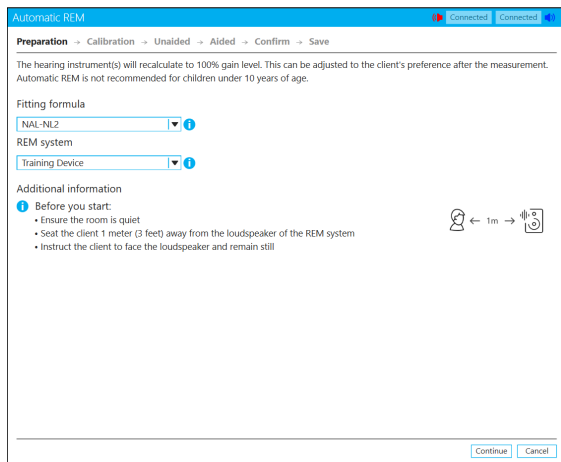 Automatic REM
Connected Connected
Preparation → Calibration → Unaided → Aided → Confirm → Save
The hearing instrument(s) will recalculate to 100% gain level. This can be adjusted to the client's preference after the measurement.
Automatic REM is not recommended for children under 10 years of age.
Fitting formula
NAL-NL2
REM system
Training Device
Additional information
Before you start:
• Ensure the room is quiet
• Seat the client 1 meter (3 feet) away from the loudspeaker of the REM system
• Instruct the client to face the loudspeaker and remain still
← 1m →
Continue Cancel